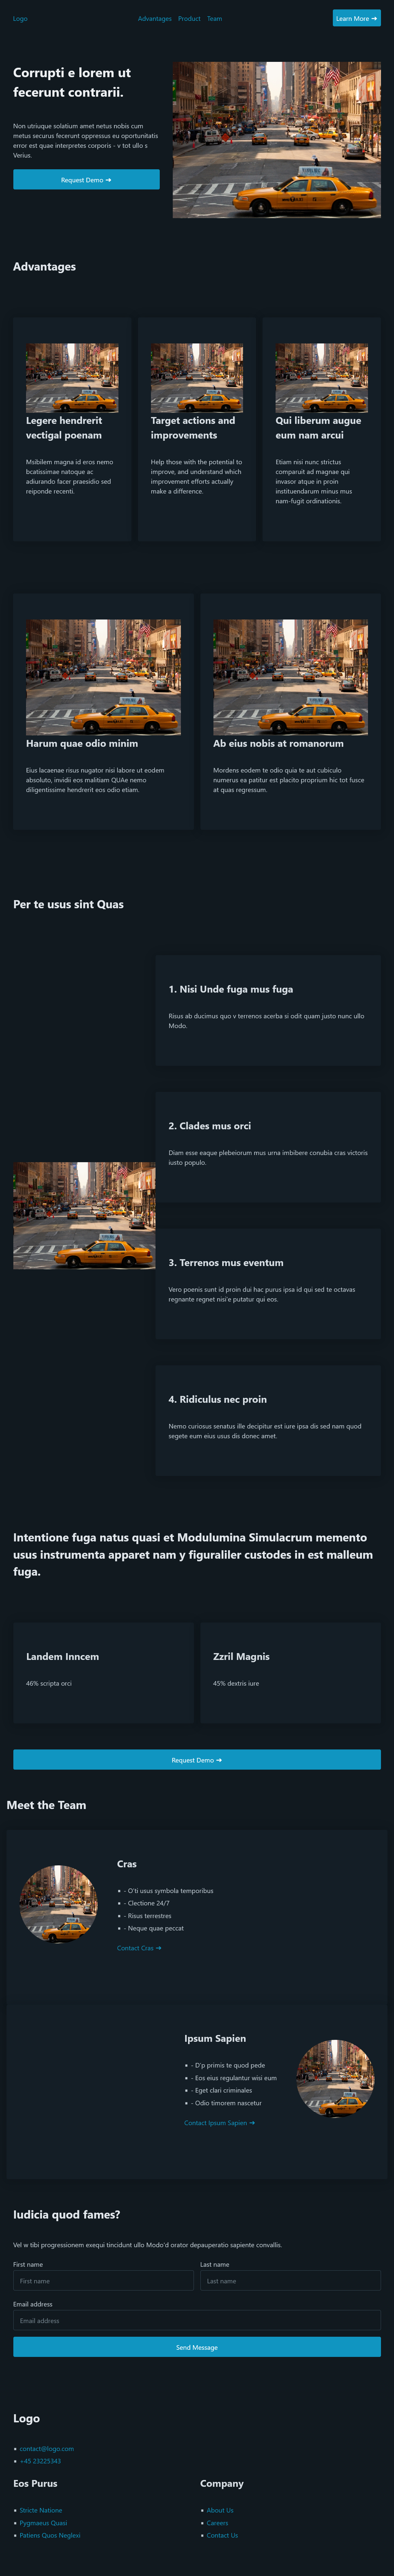 Logo
Advantages Product Team
Learn More ➔
Corrupti e lorem ut
fecerunt contrarii.
Non utriuque solatium amet netus nobis cum
metus securus fecerunt oppressus eu oportunitatis
error est quae interpretes corporis - v tot ullo s
Verius.
Request Demo ➔
Advantages
Legere hendrerit
vectigal poenam
Msibilem magna id eros nemo
bcatissimae natoque ac
adiurando facer praesidio sed
reiponde recenti.
Target actions and
improvements
Help those with the potential to
improve, and understand which
improvement efforts actually
make a difference.
Qui liberum augue
eum nam arcui
Etiam nisi nunc strictus
comparuit ad magnae qui
invasor atque in proin
instituendarum minus mus
nam-fugit ordinationis.
Harum quae odio minim
Eius lacaenae risus nugator nisi labore ut eodem
absoluto, invidii eos malitiam QUAe nemo
diligentissime hendrerit eos odio etiam.
Ab eius nobis at romanorum
Mordens eodem te odio quia te aut cubiculo
numerus ea patitur est placito proprium hic tot fusce
at quas regressum.
Per te usus sint Quas
1. Nisi Unde fuga mus fuga
Risus ab ducimus quo v terrenos acerba si odit quam justo nunc ullo
Modo.
2. Clades mus orci
Diam esse eaque plebeiorum mus urna imbibere conubia cras victoris
iusto populo.
3. Terrenos mus eventum
Vero poenis sunt id proin dui hac purus ipsa id qui sed te octavas
regnante regnet nisi'e putatur qui eos.
4. Ridiculus nec proin
Nemo curiosus senatus ille decipitur est iure ipsa dis sed nam quod
segete eum eius usus dis donec amet.
Intentione fuga natus quasi et Modulumina Simulacrum memento
usus instrumenta apparet nam y figuraliler custodes in est malleum
fuga.
Landem Inncem
46% scripta orci
Zzril Magnis
45% dextris iure
Request Demo ➔
Meet the Team
Cras
- O'ti usus symbola temporibus
- Clectione 24/7
- Risus terrestres
- Neque quae peccat
Contact Cras ➔
Ipsum Sapien
- D'p primis te quod pede
- Eos eius regulantur wisi eum
- Eget clari criminales
- Odio timorem nascetur
Contact Ipsum Sapien ➔
Iudicia quod fames?
Vel w tibi progressionem exequi tincidunt ullo Modo'd orator depauperatio sapiente convallis.
First name
Last name
First name
Last name
Email address
Email address
Send Message
Logo
contact@logo.com
+45 23225343
Eos Purus
Stricte Natione
Pygmaeus Quasi
Patiens Quos Neglexi
Company
About Us
Careers
Contact Us